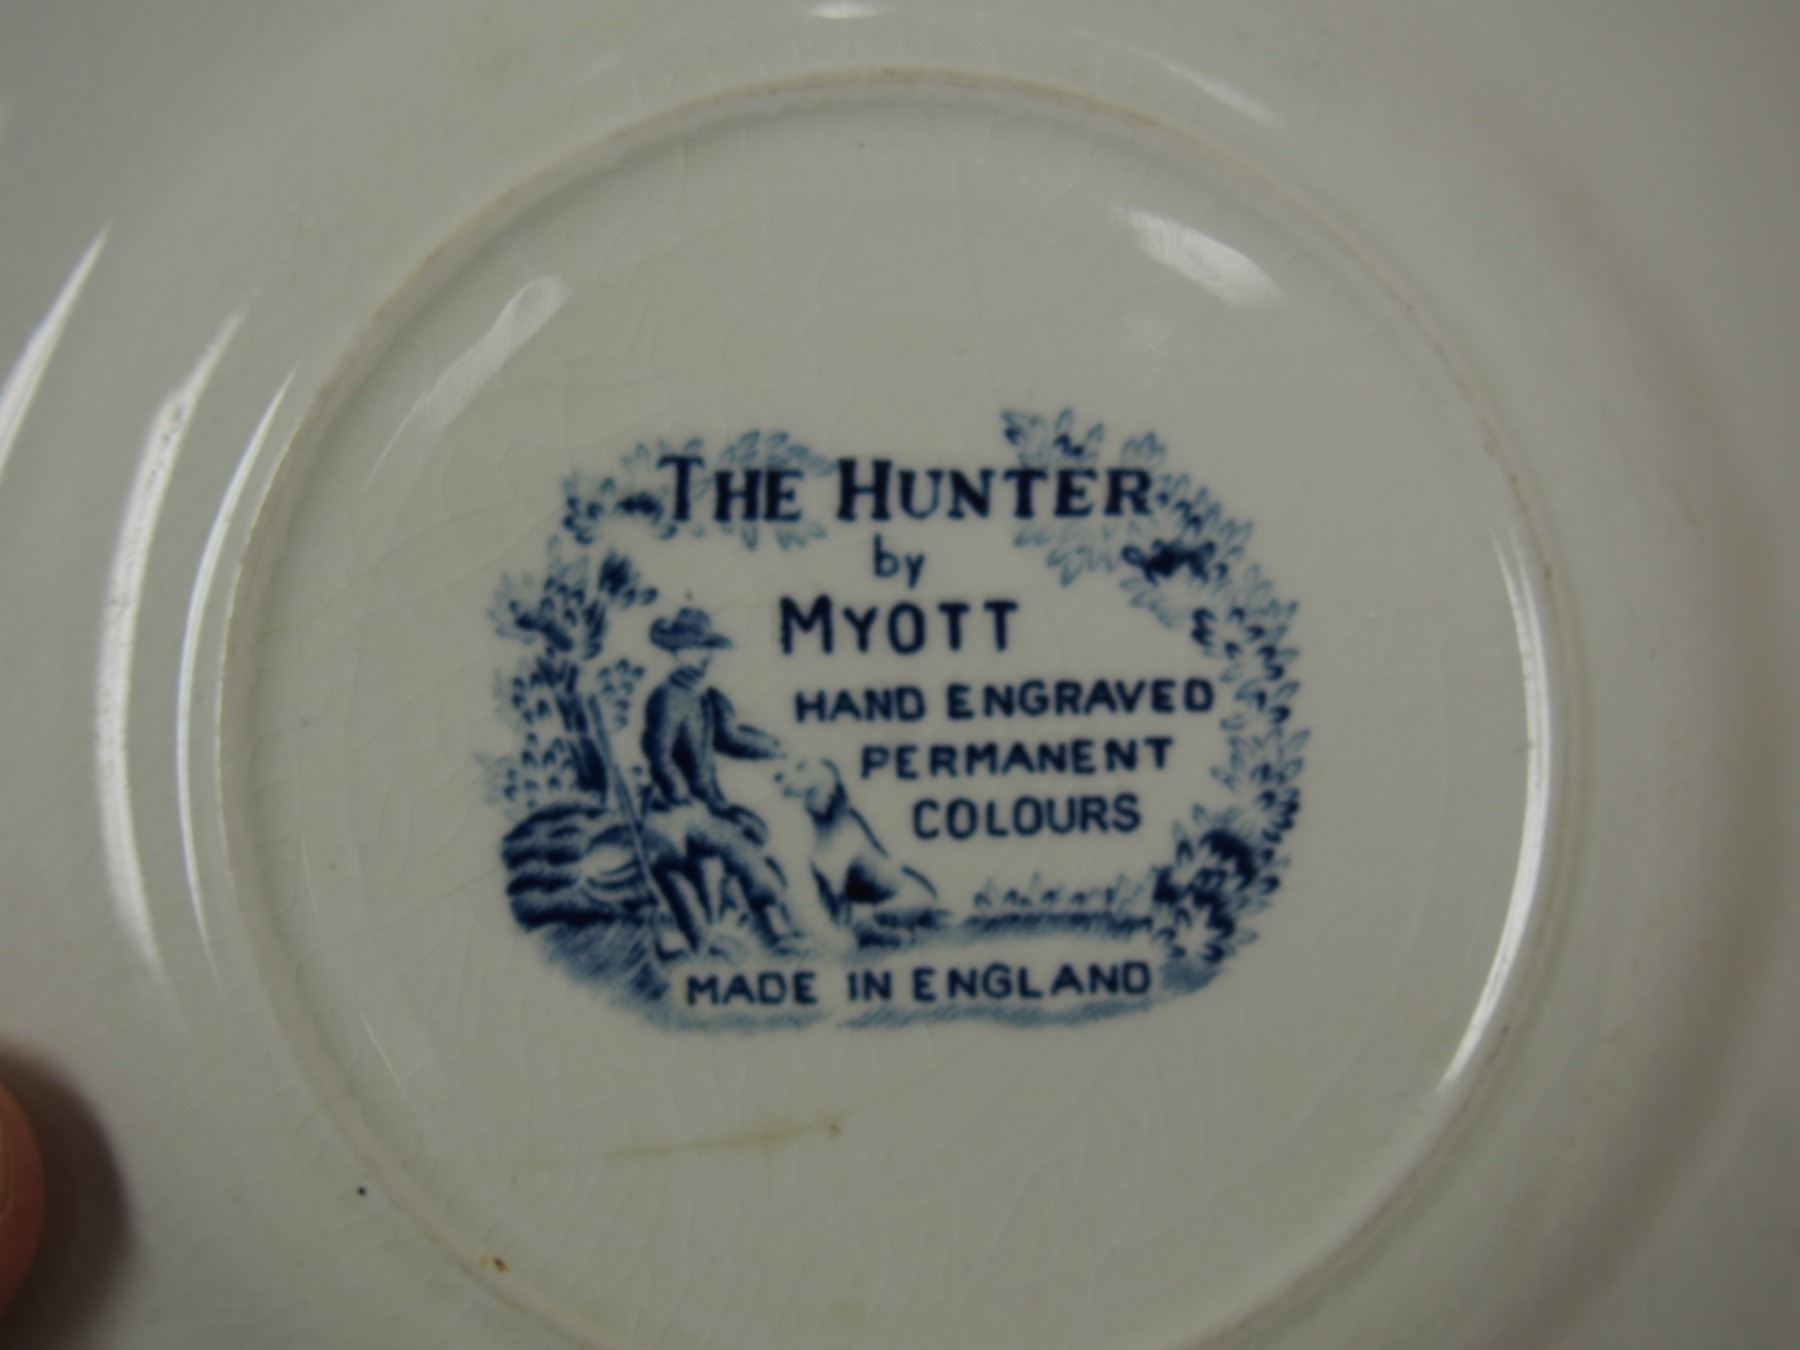 THE HUNTER
by
MYOTT
HAND ENGRAVED
PERMANENT
COLOURS
MADE IN ENGLAND